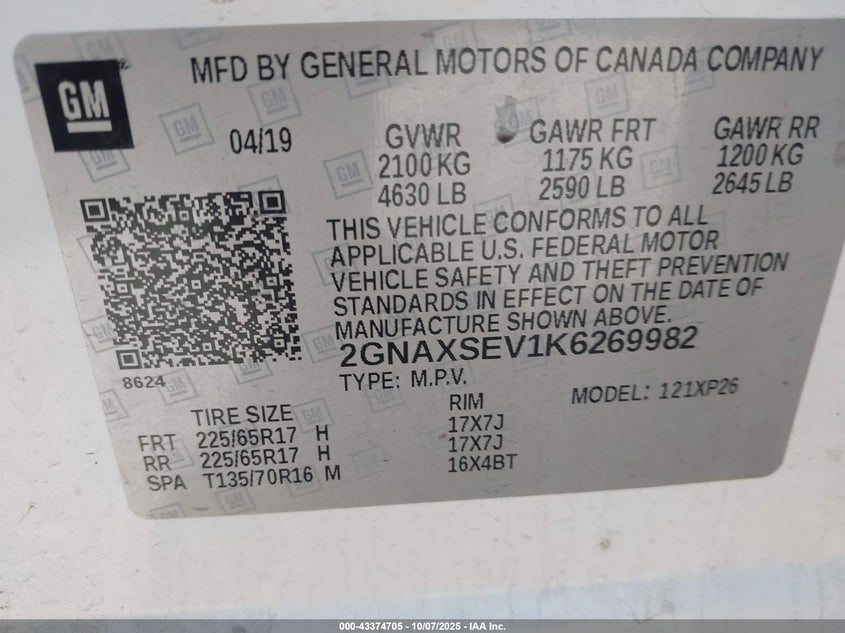 GM
MFD BY GENERAL MOTORS OF CANADA COMPANY
04/19
GVWR GAWR FRT GAWR RR
2100 KG 1175 KG 1200 KG
4630 LB 2590 LB 2645 LB
THIS VEHICLE CONFORMS TO ALL
APPLICABLE U.S. FEDERAL MOTOR
VEHICLE SAFETY AND THEFT PREVENTION
STANDARDS IN EFFECT ON THE DATE OF
MANUFACTURE SHOWN ABOVE.
2GNAXSEV1K6269982
8624
TYPE: M.P.V. MODEL: 121XP26
TIRE SIZE RIM
FRT 225/65R17 H 17X7J
RR 225/65R17 H 17X7J
SPA T135/70R16 M 16X4BT
000-43374705 - 10/07/2025 - IAA Inc.